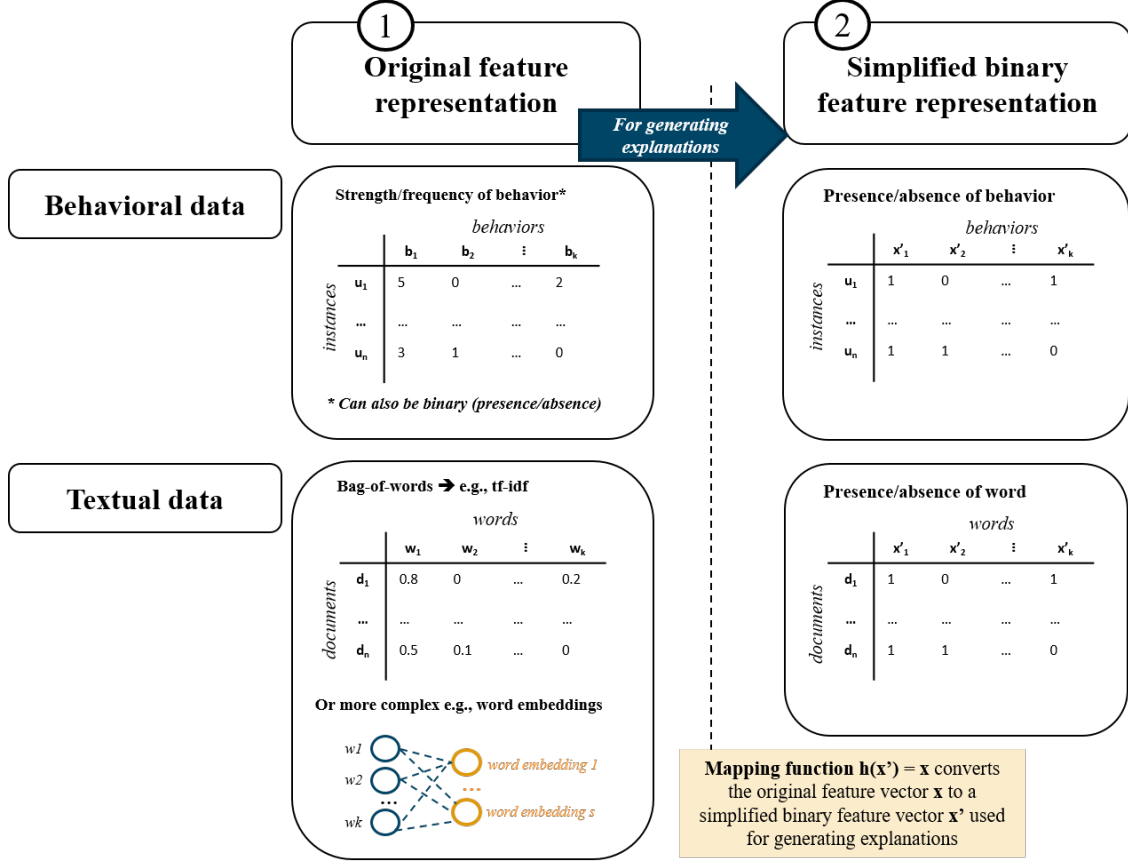 1
Original feature
representation
For generating
explanations
2
Simplified binary
feature representation
Behavioral data
Strength/frequency of behavior*
behaviors
instances
b1 b2 ⋮ bk
u1 5 0 ... 2
... ... ... ... ...
un 3 1 ... 0
* Can also be binary (presence/absence)
Presence/absence of behavior
behaviors
instances
x'1 x'2 ⋮ x'k
u1 1 0 ... 1
... ... ... ... ...
un 1 1 ... 0
Textual data
Bag-of-words ➔ e.g., tf-idf
words
documents
w1 w2 ⋮ wk
d1 0.8 0 ... 0.2
... ... ... ... ...
dn 0.5 0.1 ... 0
Or more complex e.g., word embeddings
w1
w2
...
wk
word embedding 1
...
word embedding s
Presence/absence of word
words
documents
x'1 x'2 ⋮ x'k
d1 1 0 ... 1
... ... ... ... ...
dn 1 1 ... 0
Mapping function h(x') = x converts
the original feature vector x to a
simplified binary feature vector x' used
for generating explanations